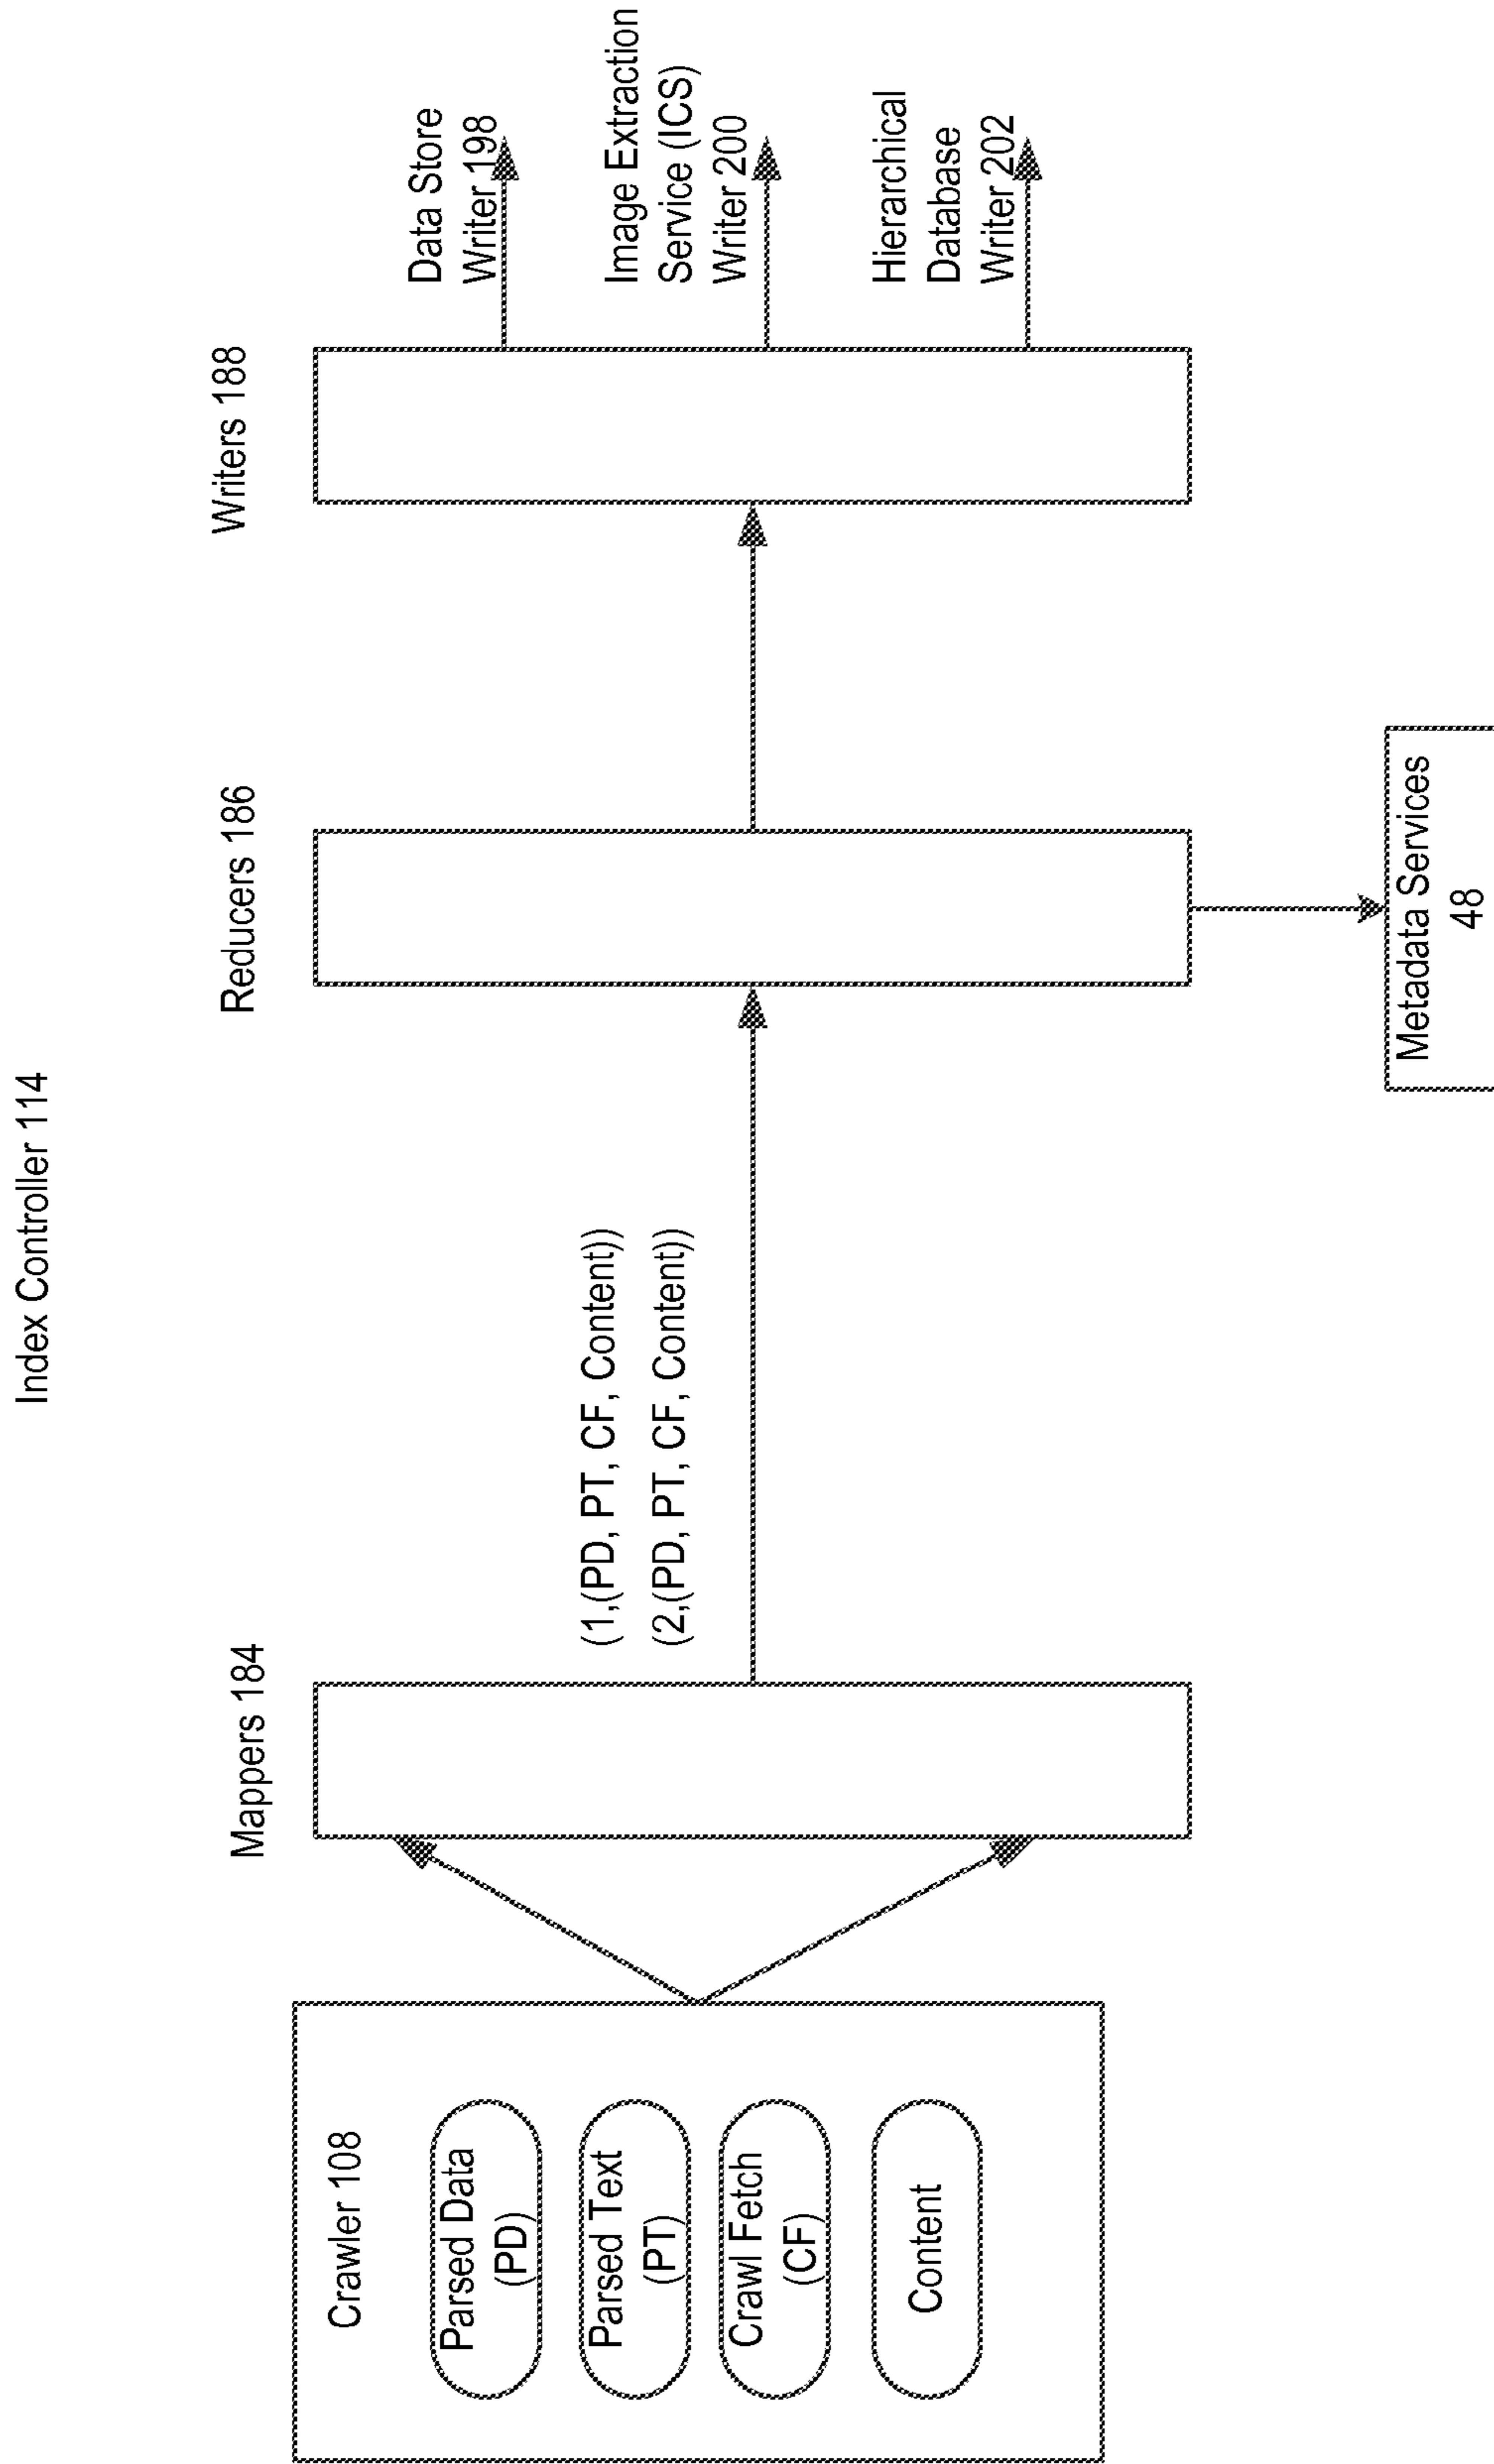 Index Controller 114
Crawler 108
Parsed Data
(PD)
Parsed Text
(PT)
Crawl Fetch
(CF)
Content
Mappers 184
(1,(PD, PT, CF, Content))
(2,(PD, PT, CF, Content))
Reducers 186
Metadata Services
48
Writers 188
Data Store
Writer 198
Image Extraction
Service (ICS)
Writer 200
Hierarchical
Database
Writer 202